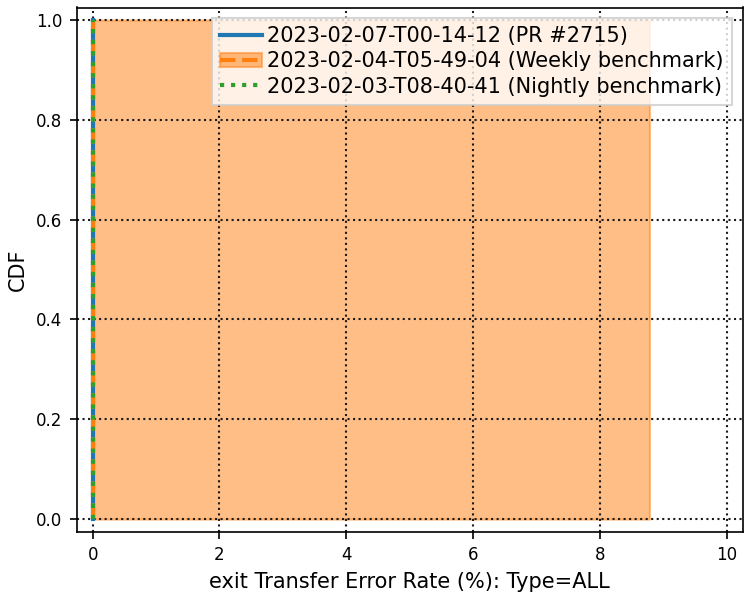 2023-02-07-T00-14-12 (PR #2715)
2023-02-04-T05-49-04 (Weekly benchmark)
2023-02-03-T08-40-41 (Nightly benchmark)
1.0
0.8
0.6
0.4
0.2
0.0
CDF
0 2 4 6 8 10
exit Transfer Error Rate (%): Type=ALL